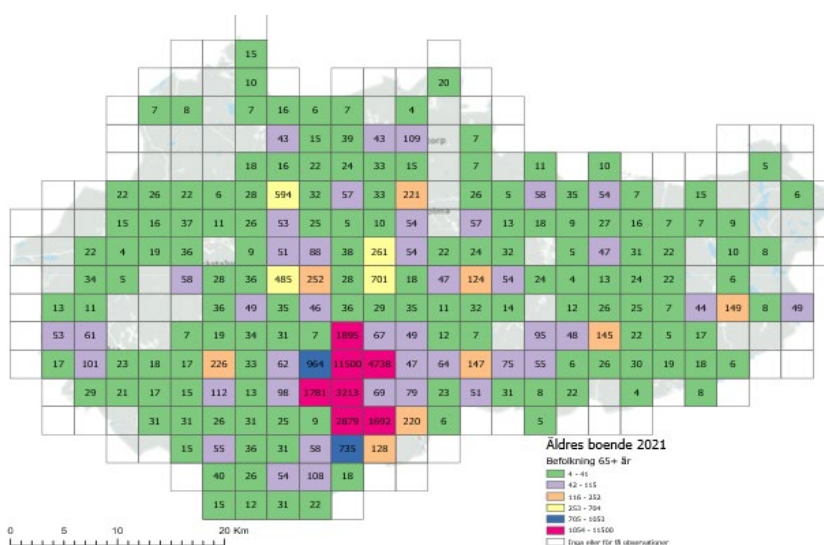 15
10 20
7 8 7 16 6 7 4
43 15 39 43 109 7
18 16 22 24 33 15 7 11 10 5
22 26 22 6 28 594 32 57 33 221 26 5 58 35 54 7 15 6
15 16 37 11 26 53 25 5 10 54 57 13 18 9 27 16 7 7 9
22 4 19 36 9 51 88 38 261 54 22 24 32 5 47 31 22 10 8
34 5 58 28 36 485 252 28 701 18 47 124 54 24 4 13 24 22 6
13 11 36 49 35 46 36 29 35 11 32 14 12 26 25 7 44 149 8 49
53 61 7 19 34 31 7 1895 67 49 12 7 95 48 145 22 5 17
17 101 23 18 17 226 33 62 964 11500 4738 47 64 147 75 55 6 26 30 19 18 6
29 21 17 15 112 13 98 1781 3213 69 79 23 51 31 8 22 4 8
31 31 26 31 25 9 2879 1692 220 6 5
15 55 36 31 58 735 128
40 26 54 108 18
15 12 31 22
Äldres boende 2021
Befolkning 65+ år
4 - 41
42 - 115
116 - 252
253 - 704
705 - 1053
1054 - 11500
Inga eller för få observationer
0 5 10 20 Km